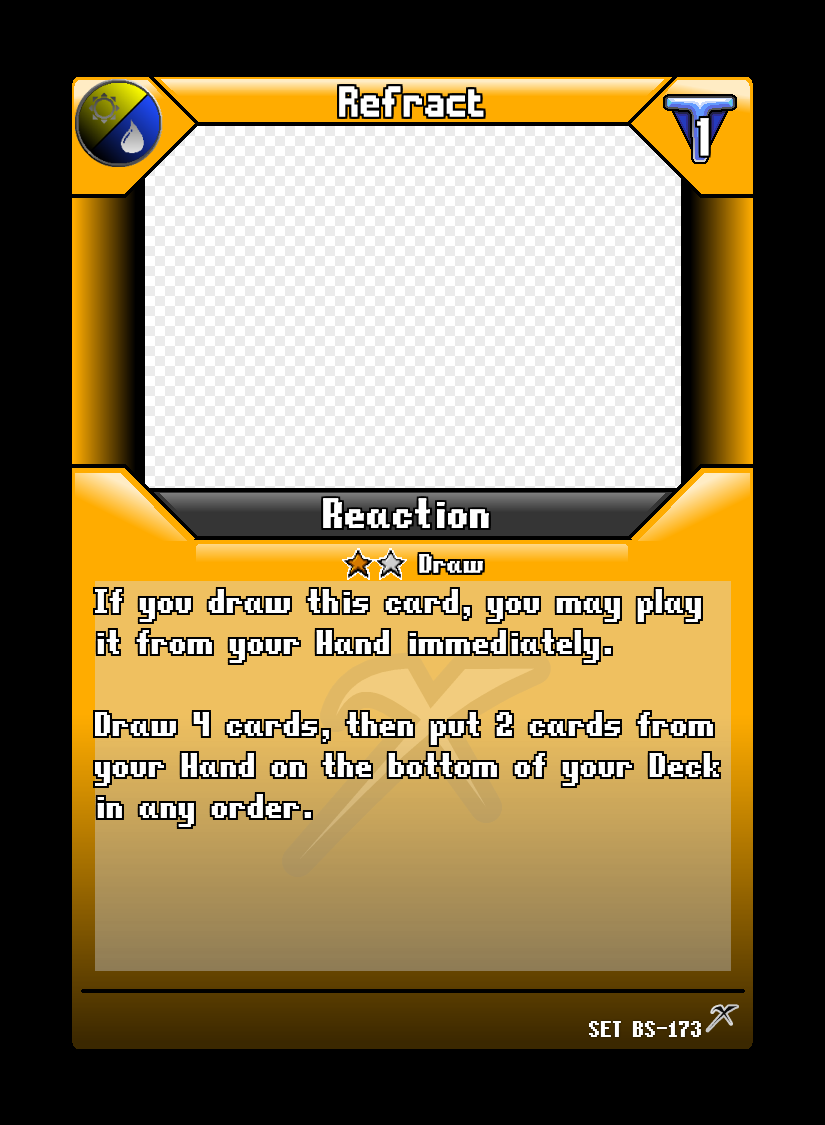 Refract
1
Reaction
Draw
If you draw this card, you may play
it from your Hand immediately.
Draw 4 cards, then put 2 cards from
your Hand on the bottom of your Deck
in any order.
SET BS-173